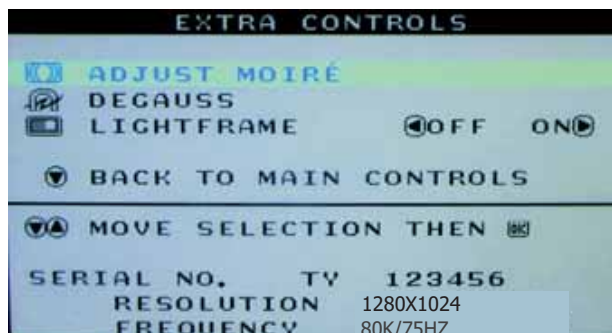 EXTRA CONTROLS
ADJUST MOIRÉ
DEGAUSS
LIGHTFRAME OFF ON
BACK TO MAIN CONTROLS
MOVE SELECTION THEN OK
SERIAL NO. TY 123456
RESOLUTION 1280X1024
FREQUENCY 80K/75HZ